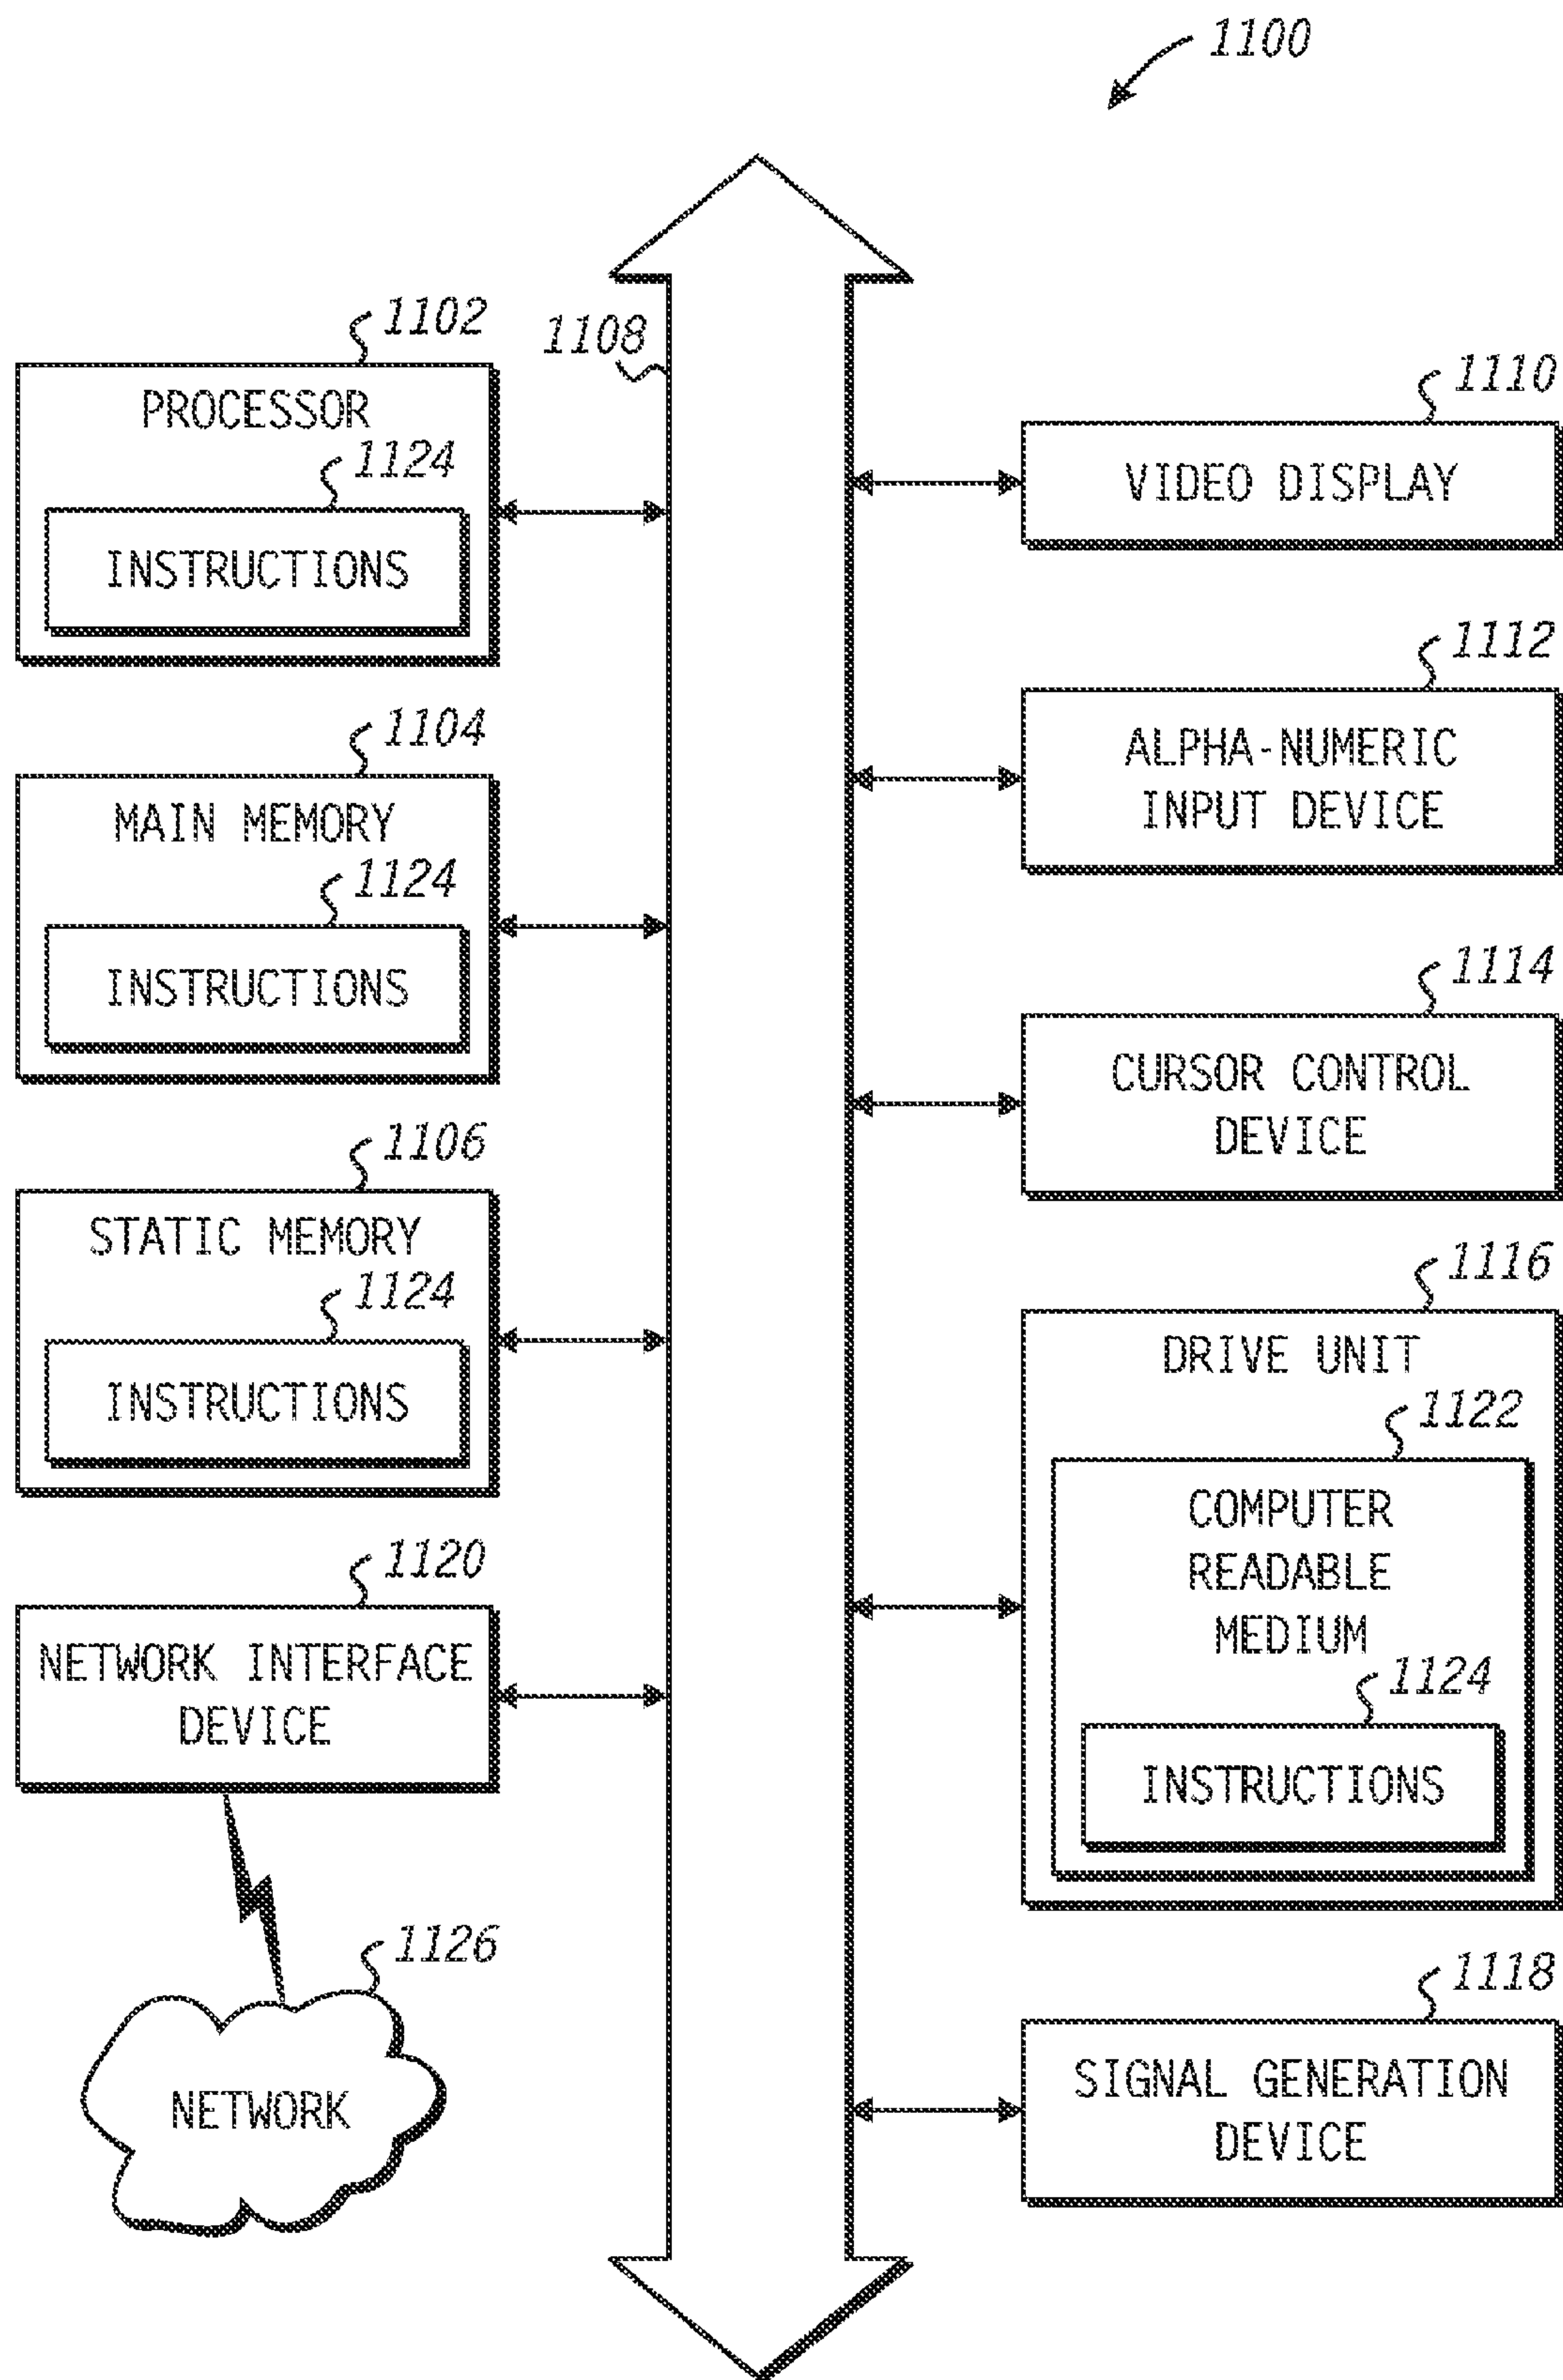 1100
1102
PROCESSOR
1124
INSTRUCTIONS
1104
MAIN MEMORY
1124
INSTRUCTIONS
1106
STATIC MEMORY
1124
INSTRUCTIONS
1120
NETWORK INTERFACE
DEVICE
1126
NETWORK
1108
1110
VIDEO DISPLAY
1112
ALPHA-NUMERIC
INPUT DEVICE
1114
CURSOR CONTROL
DEVICE
1116
DRIVE UNIT
1122
COMPUTER
READABLE
MEDIUM
1124
INSTRUCTIONS
1118
SIGNAL GENERATION
DEVICE